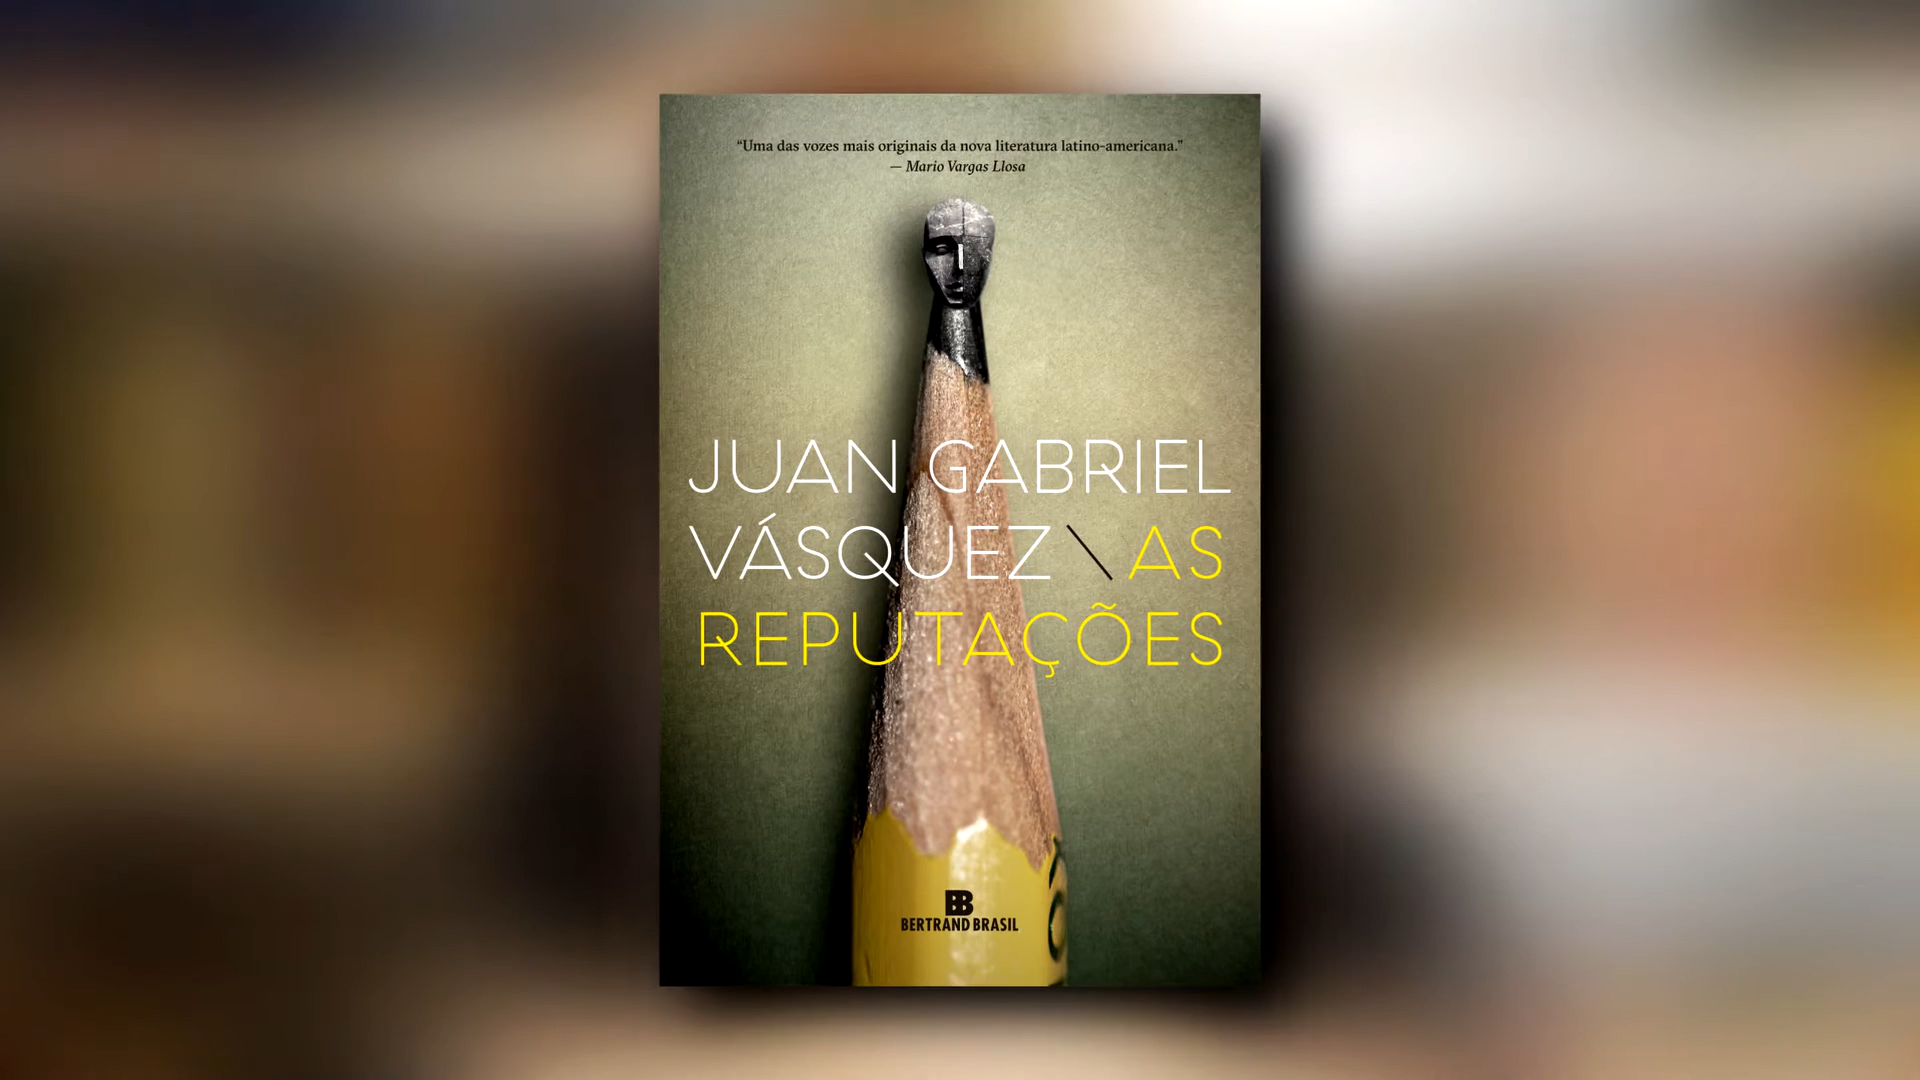 “Uma das vozes mais originais da nova literatura latino-americana.”
— Mario Vargas Llosa
JUAN GABRIEL
VÁSQUEZ \ AS
REPUTAÇÕES
BB
BERTRAND BRASIL